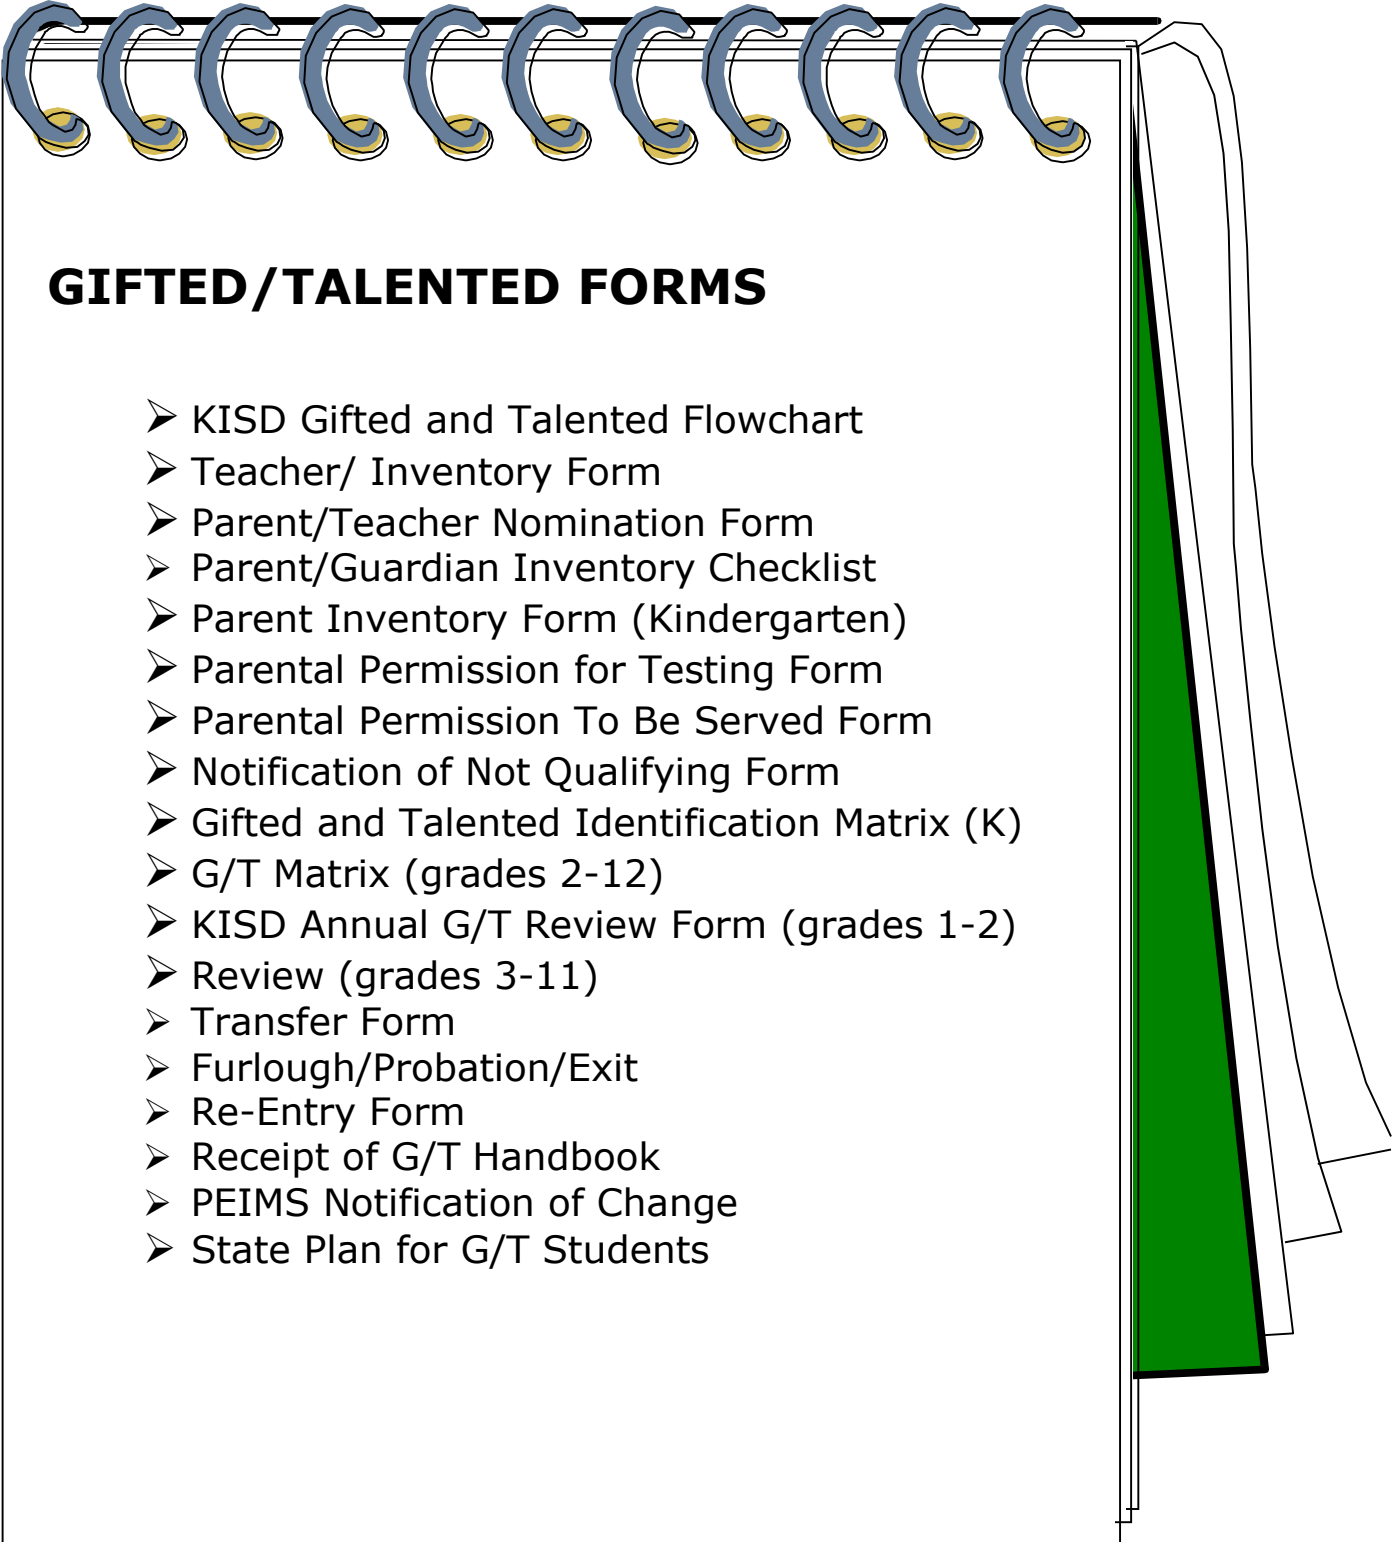 GIFTED/TALENTED FORMS
➢ KISD Gifted and Talented Flowchart
➢ Teacher/ Inventory Form
➢ Parent/Teacher Nomination Form
➢ Parent/Guardian Inventory Checklist
➢ Parent Inventory Form (Kindergarten)
➢ Parental Permission for Testing Form
➢ Parental Permission To Be Served Form
➢ Notification of Not Qualifying Form
➢ Gifted and Talented Identification Matrix (K)
➢ G/T Matrix (grades 2-12)
➢ KISD Annual G/T Review Form (grades 1-2)
➢ Review (grades 3-11)
➢ Transfer Form
➢ Furlough/Probation/Exit
➢ Re-Entry Form
➢ Receipt of G/T Handbook
➢ PEIMS Notification of Change
➢ State Plan for G/T Students